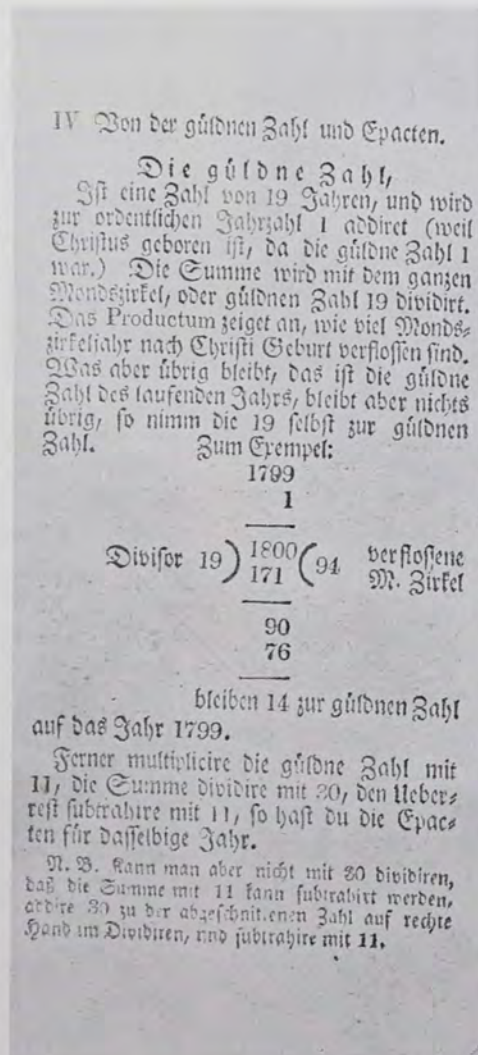 IV Von der güldnen Zahl und Epacten.
Die güldne Zahl,
Ist eine Zahl von 19 Jahren, und wird
zur ordentlichen Jahrzahl 1 addiret (weil
Christus geboren ist, da die güldne Zahl 1
war.) Die Summe wird mit dem ganzen
Mondszirkel, oder güldnen Zahl 19 dividirt.
Das Productum zeiget an, wie viel Monds-
zirkeljahr nach Christi Geburt verflossen sind.
Was aber übrig bleibt, das ist die güldne
Zahl des laufenden Jahrs, bleibt aber nichts
übrig, so nimm die 19 selbst zur güldnen
Zahl. Zum Exempel:
1799
1
Divisor 19 ) 1800 ( 94 verflossene
171 M. Zirkel
90
76
bleiben 14 zur güldnen Zahl
auf das Jahr 1799.
Ferner multiplicire die güldne Zahl mit
11, die Summe dividire mit 30, den Ueber-
rest subtrahire mit 11, so hast du die Epac-
ten für dasselbige Jahr.
N. B. Kann man aber nicht mit 30 dividiren,
daß die Summe mit 11 kann subtrahirt werden,
addire 30 zu der abgeschnittenen Zahl auf rechte
Hand im Dividiren, und subtrahire mit 11.